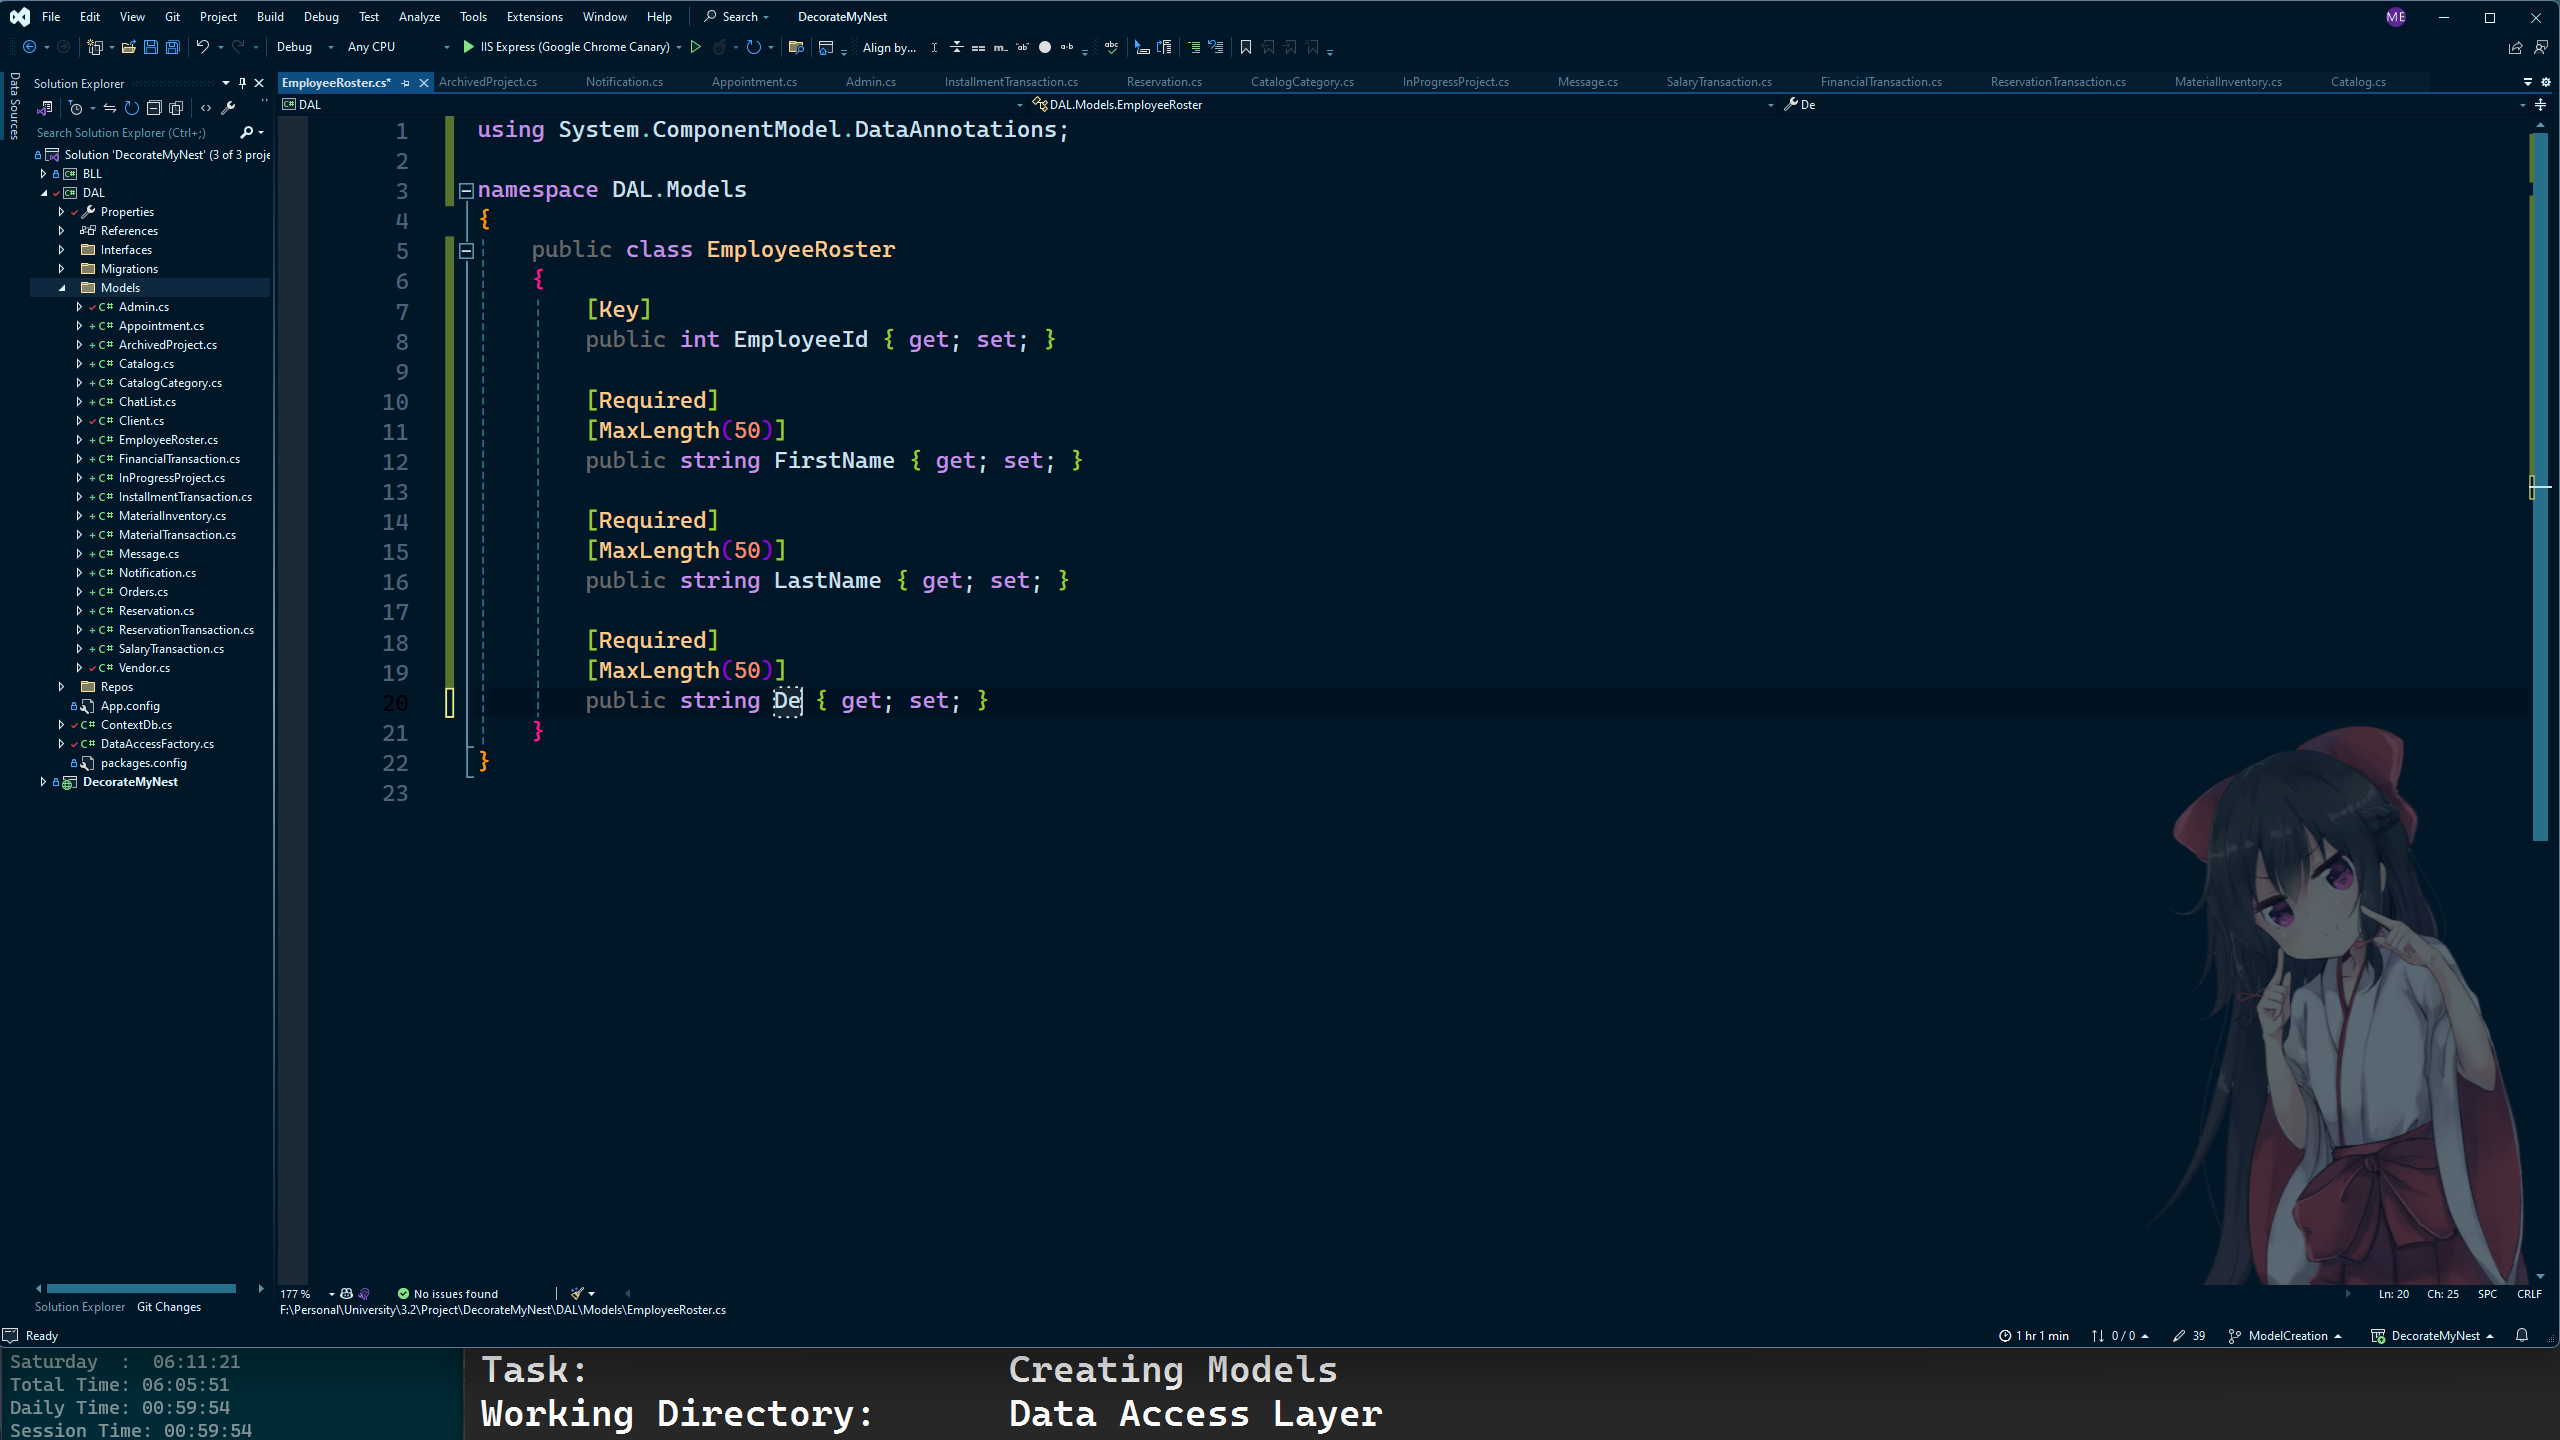 File Edit View Git Project Build Debug Test Analyze Tools Extensions Window Help Search DecorateMyNest ME
Debug Any CPU IIS Express (Google Chrome Canary) Align by...
Data Sources
Solution Explorer
Search Solution Explorer (Ctrl+;)
Solution 'DecorateMyNest' (3 of 3 proje
BLL
DAL
Properties
References
Interfaces
Migrations
Models
C# Admin.cs
C# Appointment.cs
C# ArchivedProject.cs
C# Catalog.cs
C# CatalogCategory.cs
C# ChatList.cs
C# Client.cs
C# EmployeeRoster.cs
C# FinancialTransaction.cs
C# InProgressProject.cs
C# InstallmentTransaction.cs
C# MaterialInventory.cs
C# MaterialTransaction.cs
C# Message.cs
C# Notification.cs
C# Orders.cs
C# Reservation.cs
C# ReservationTransaction.cs
C# SalaryTransaction.cs
C# Vendor.cs
Repos
App.config
C# ContextDb.cs
C# DataAccessFactory.cs
packages.config
DecorateMyNest
Solution Explorer Git Changes
EmployeeRoster.cs* ArchivedProject.cs Notification.cs Appointment.cs Admin.cs InstallmentTransaction.cs Reservation.cs CatalogCategory.cs InProgressProject.cs Message.cs SalaryTransaction.cs FinancialTransaction.cs ReservationTransaction.cs MaterialInventory.cs Catalog.cs
DAL DAL.Models.EmployeeRoster De
1 using System.ComponentModel.DataAnnotations;
2
3 namespace DAL.Models
4 {
5 public class EmployeeRoster
6 {
7 [Key]
8 public int EmployeeId { get; set; }
9
10 [Required]
11 [MaxLength(50)]
12 public string FirstName { get; set; }
13
14 [Required]
15 [MaxLength(50)]
16 public string LastName { get; set; }
17
18 [Required]
19 [MaxLength(50)]
20 public string De { get; set; }
21 }
22 }
23
177 % No issues found Ln: 20 Ch: 25 SPC CRLF
F:\Personal\University\3.2\Project\DecorateMyNest\DAL\Models\EmployeeRoster.cs
Ready 1 hr 1 min 0 / 0 39 ModelCreation DecorateMyNest
Saturday : 06:11:21
Total Time: 06:05:51
Daily Time: 00:59:54
Session Time: 00:59:54
Task: Creating Models
Working Directory: Data Access Layer